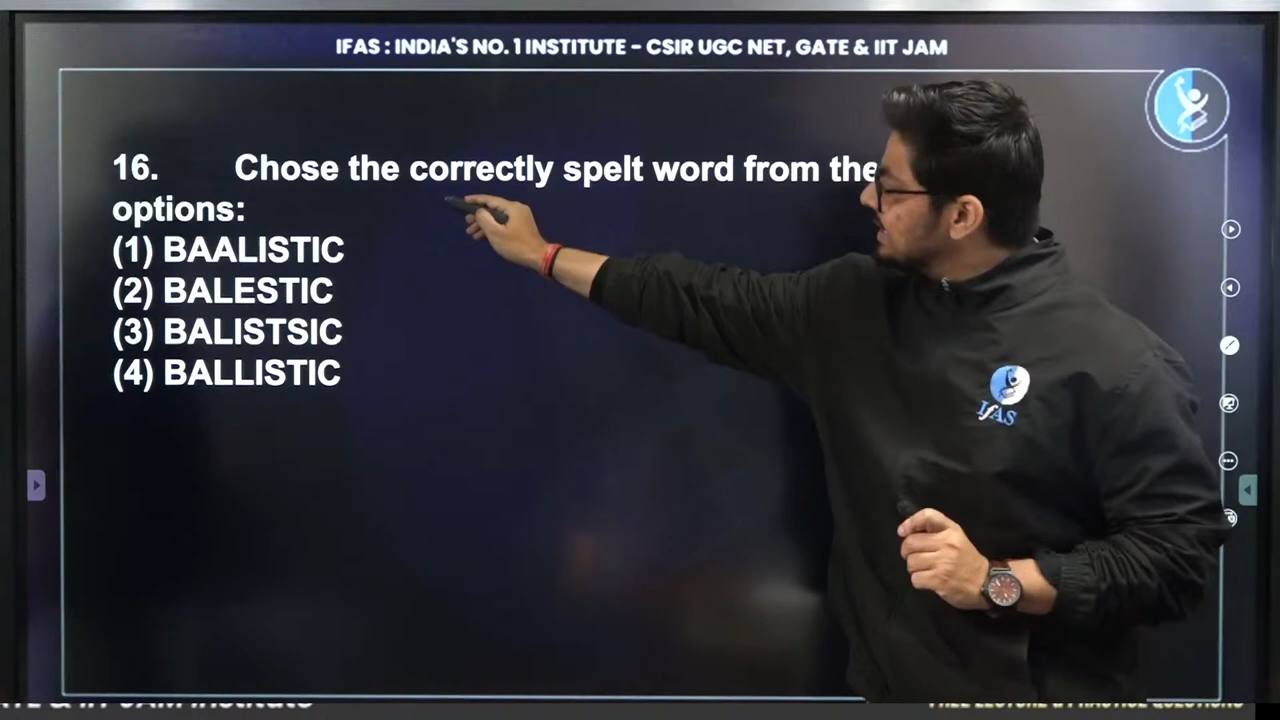 IFAS : INDIA'S NO. 1 INSTITUTE – CSIR UGC NET, GATE & IIT JAM
16. Chose the correctly spelt word from the
options:
(1) BAALISTIC
(2) BALESTIC
(3) BALISTSIC
(4) BALLISTIC
IFAS